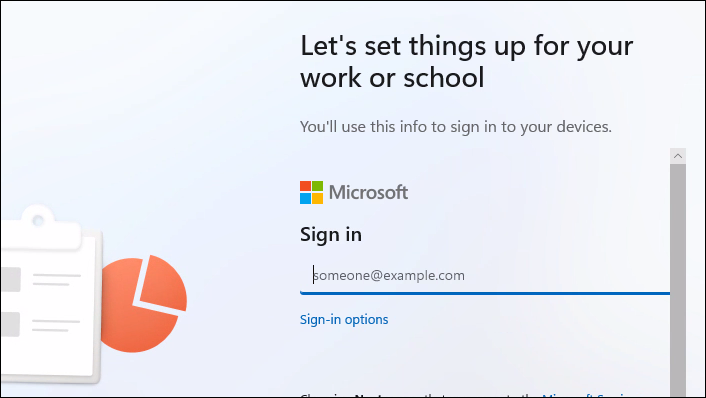 Let's set things up for your
work or school
You'll use this info to sign in to your devices.
Microsoft
Sign in
someone@example.com
Sign-in options